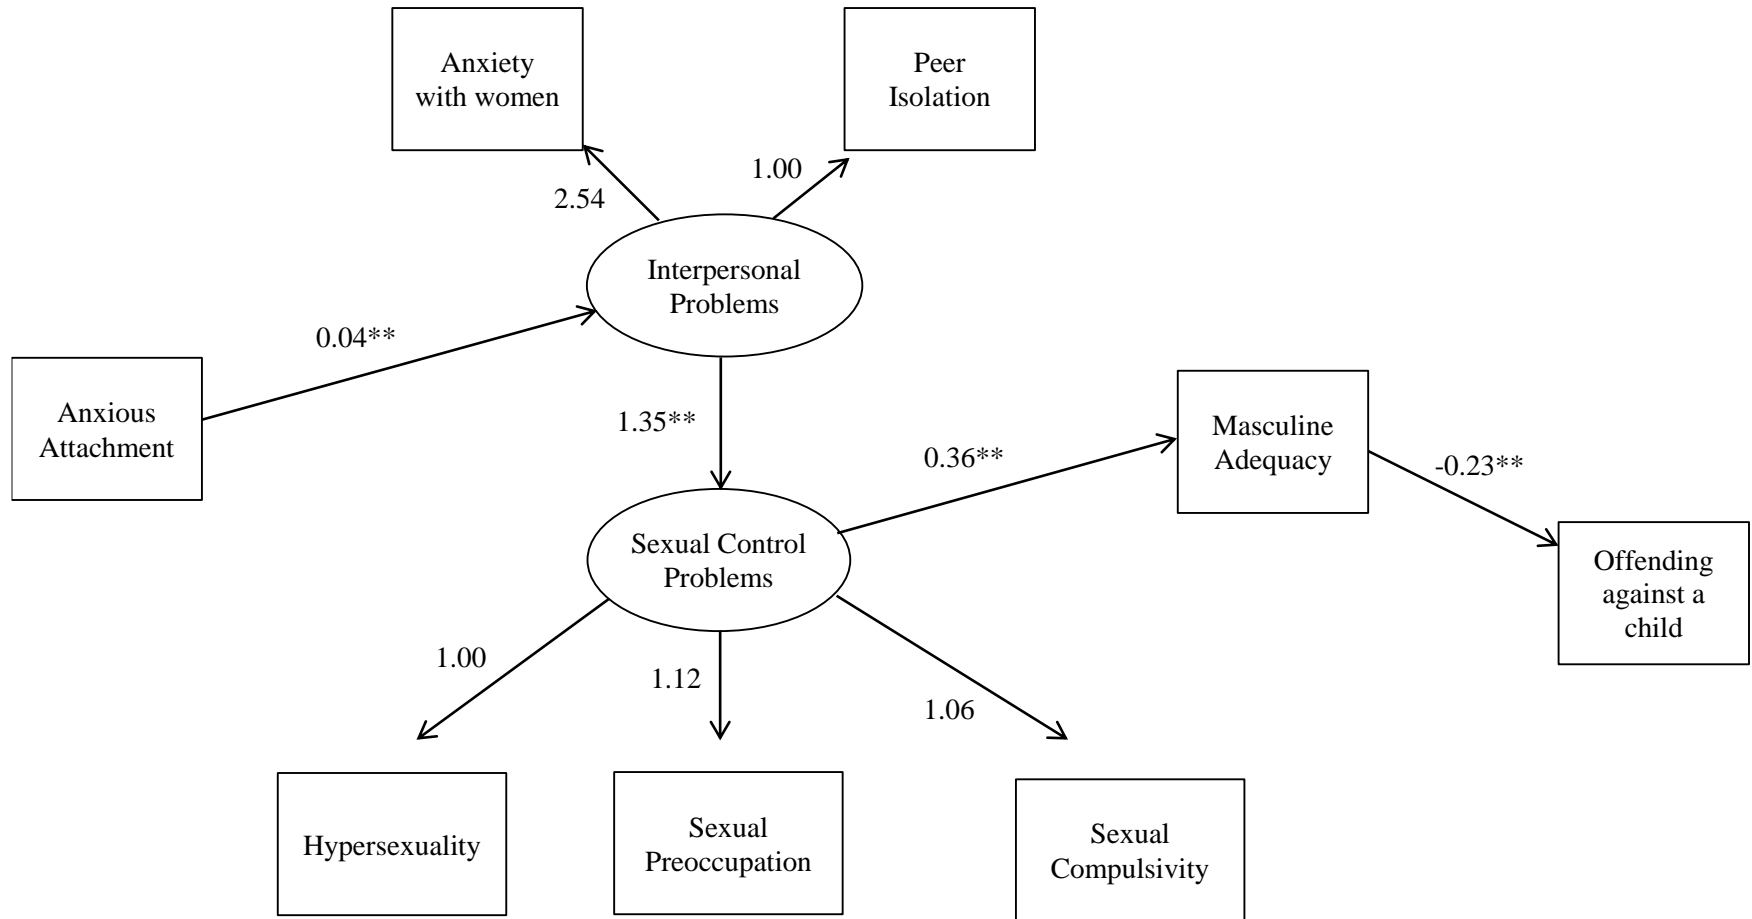 Anxiety
with women
Peer
Isolation
1.00
2.54
Interpersonal
Problems
0.04**
Anxious
Attachment
1.35**
Masculine
Adequacy
0.36**
-0.23**
Sexual Control
Problems
Offending
against a
child
1.00
1.12
1.06
Hypersexuality
Sexual
Preoccupation
Sexual
Compulsivity